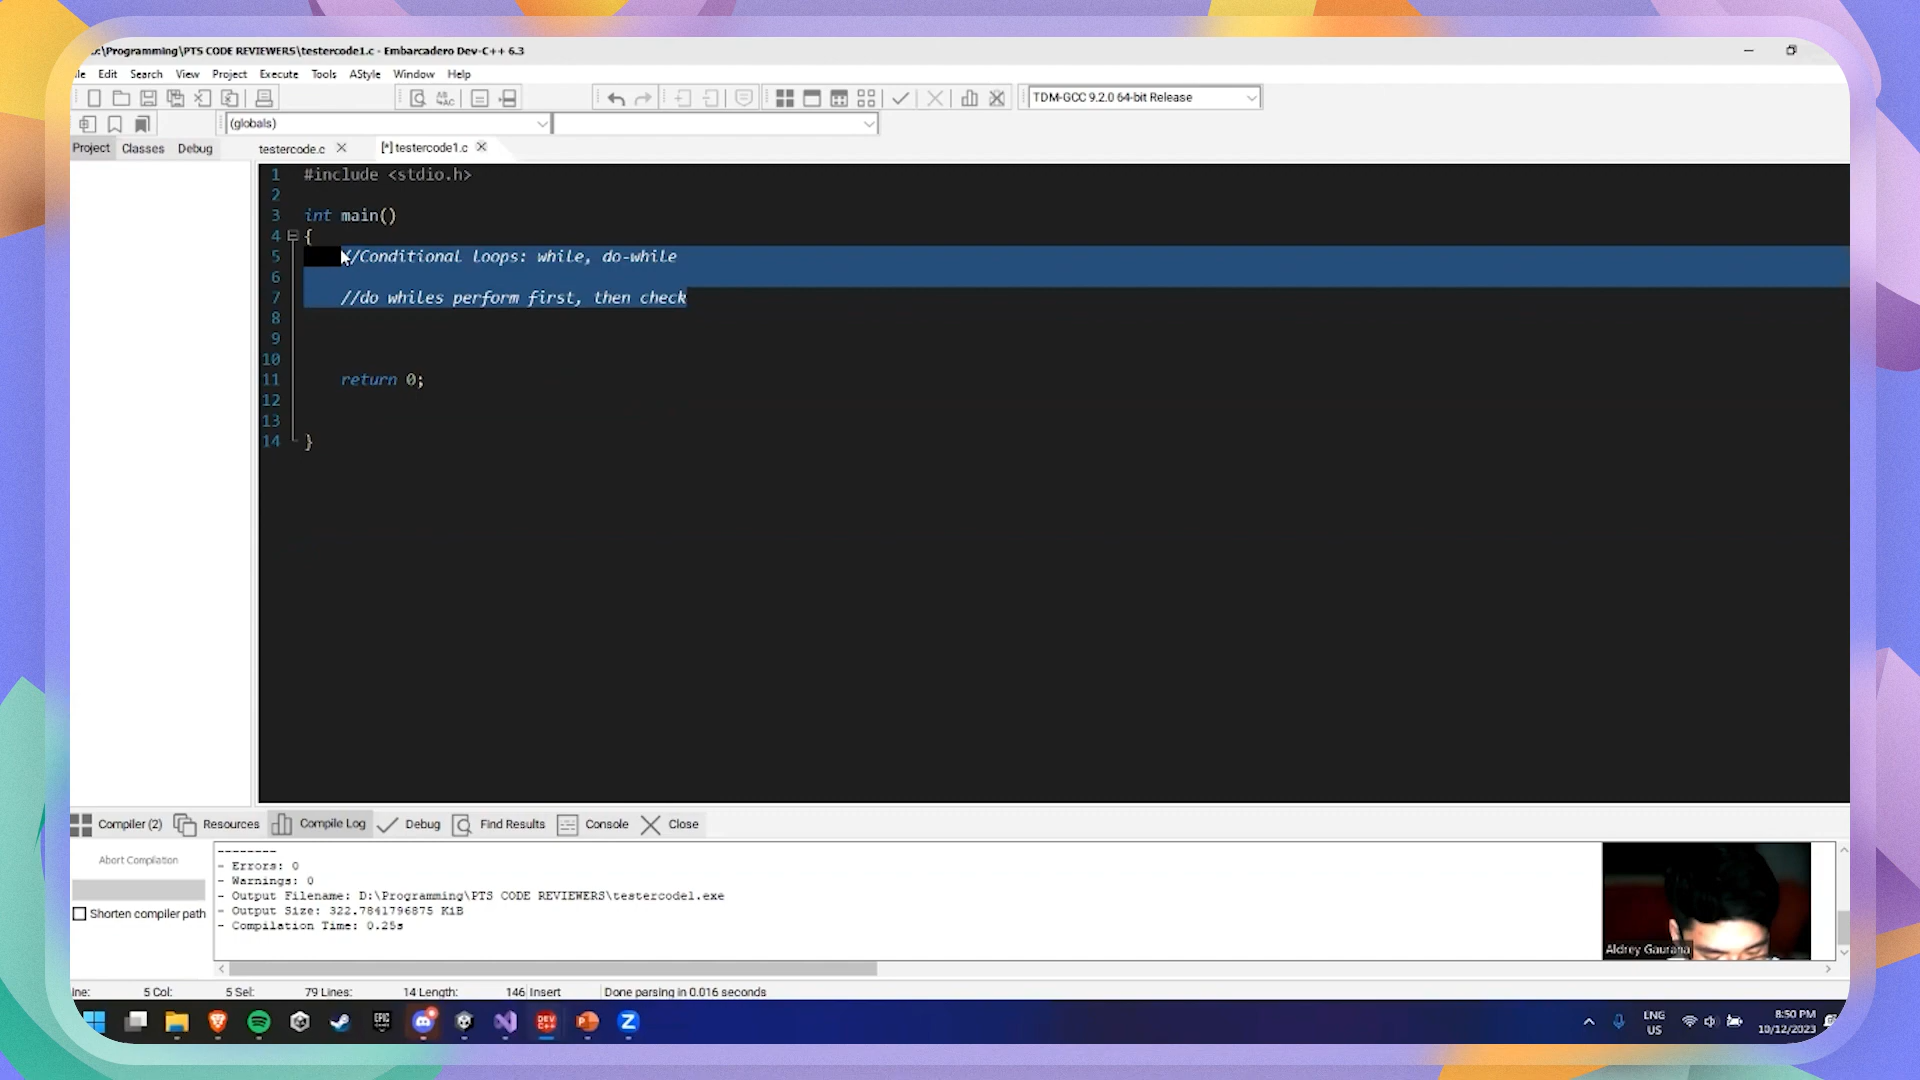 :\Programming\PTS CODE REVIEWERS\testercode1.c - Embarcadero Dev-C++ 6.3
le Edit Search View Project Execute Tools AStyle Window Help
TDM-GCC 9.2.0 64-bit Release
(globals)
Project Classes Debug testercode.c [*] testercode1.c
1 #include <stdio.h>
2
3 int main()
4 {
5 //Conditional loops: while, do-while
6
7 //do whiles perform first, then check
8
9
10
11 return 0;
12
13
14 }
Compiler (2) Resources Compile Log Debug Find Results Console Close
Abort Compilation
Shorten compiler path
--------
- Errors: 0
- Warnings: 0
- Output Filename: D:\Programming\PTS CODE REVIEWERS\testercode1.exe
- Output Size: 322.7841796875 KiB
- Compilation Time: 0.25s
Aldrey Gaurana
ine: 5 Col: 5 Sel: 79 Lines: 14 Length: 146 Insert Done parsing in 0.016 seconds
EPIC
DEV C++
ENG
US
8:50 PM
10/12/2023